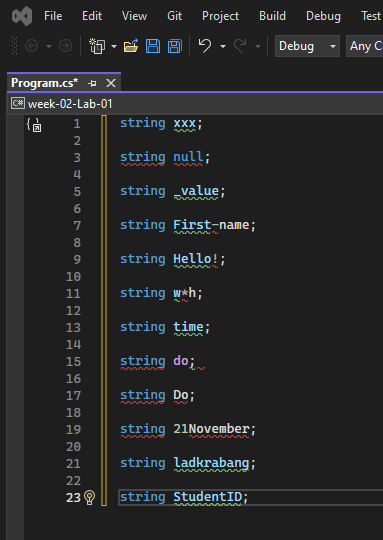 File Edit View Git Project Build Debug Test
Debug Any C
Program.cs*
C# week-02-Lab-01
1 string xxx;
2
3 string null;
4
5 string _value;
6
7 string First-name;
8
9 string Hello!;
10
11 string w*h;
12
13 string time;
14
15 string do;
16
17 string Do;
18
19 string 21November;
20
21 string ladkrabang;
22
23 string StudentID;